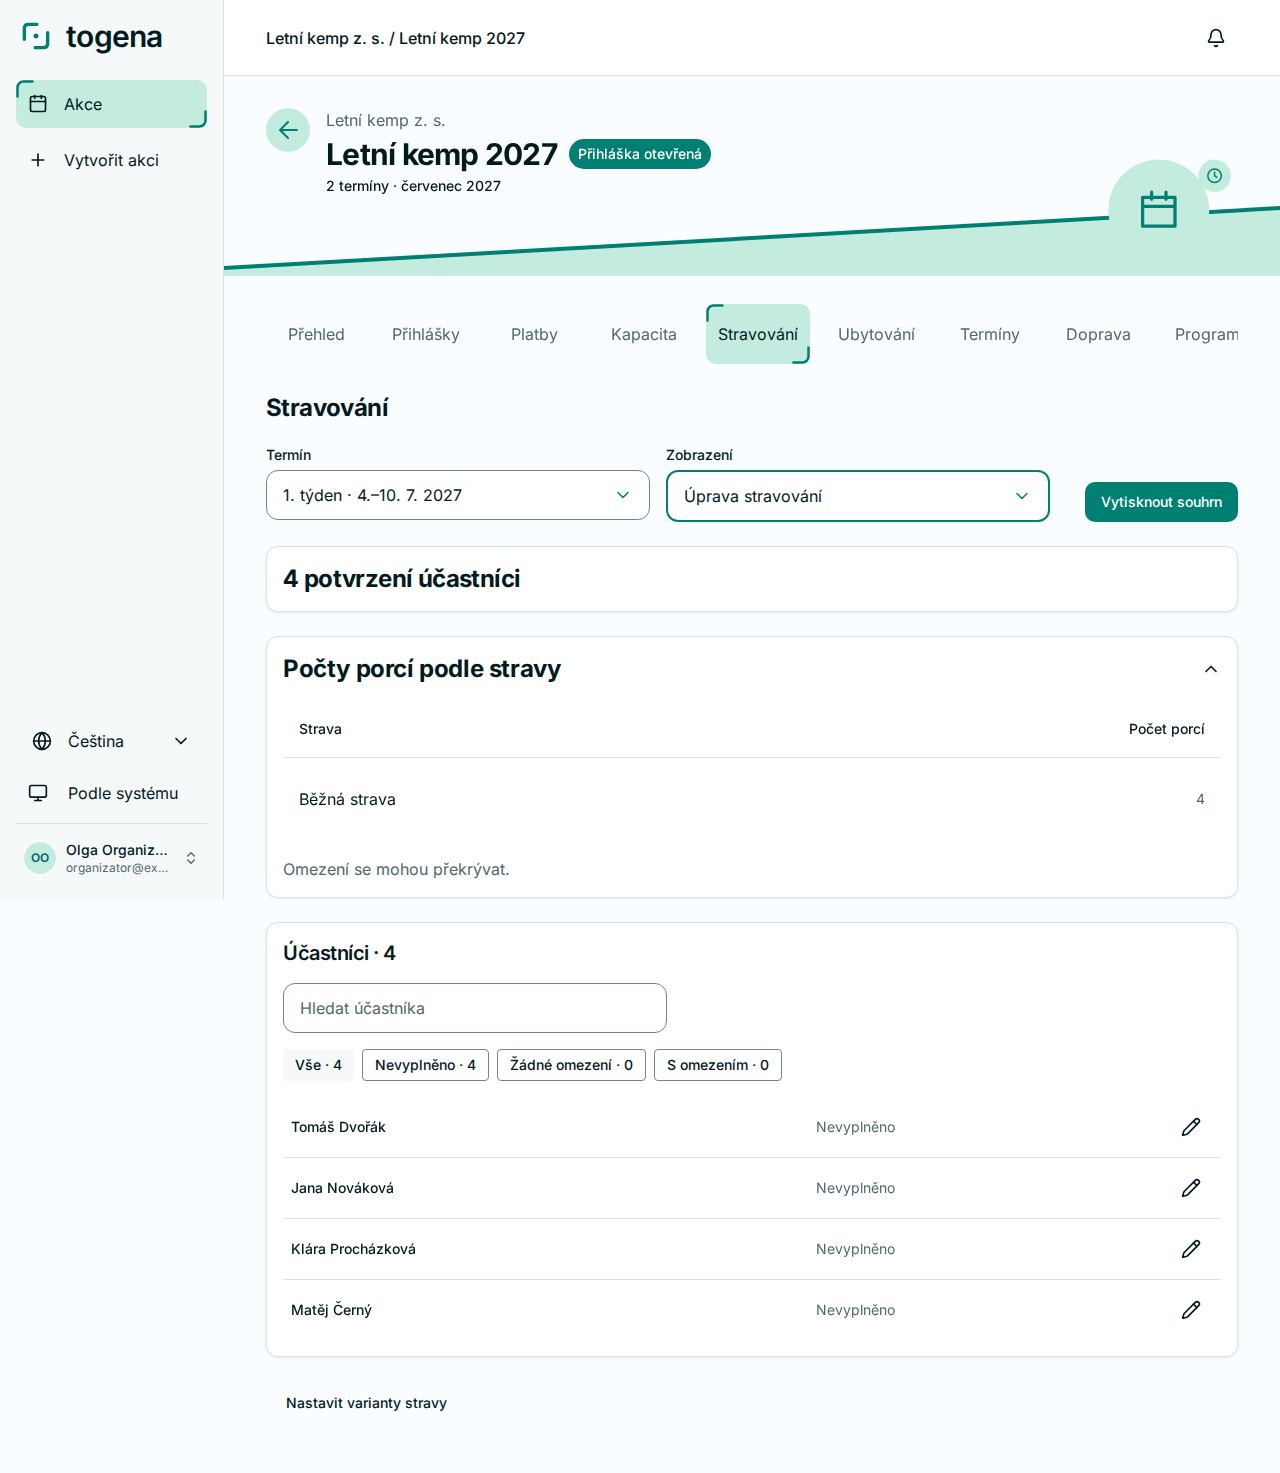 togena
Akce
Vytvořit akci
Čeština
Podle systému
OO
Olga Organiz...
organizator@ex...
Letní kemp z. s. / Letní kemp 2027
Letní kemp z. s.
Letní kemp 2027
Přihláška otevřená
2 termíny · červenec 2027
Přehled
Přihlášky
Platby
Kapacita
Stravování
Ubytování
Termíny
Doprava
Program
Stravování
Termín
1. týden · 4.–10. 7. 2027
Zobrazení
Úprava stravování
Vytisknout souhrn
4 potvrzení účastníci
Počty porcí podle stravy
Strava
Počet porcí
Běžná strava
4
Omezení se mohou překrývat.
Účastníci · 4
Hledat účastníka
Vše · 4
Nevyplněno · 4
Žádné omezení · 0
S omezením · 0
Tomáš Dvořák
Nevyplněno
Jana Nováková
Nevyplněno
Klára Procházková
Nevyplněno
Matěj Černý
Nevyplněno
Nastavit varianty stravy